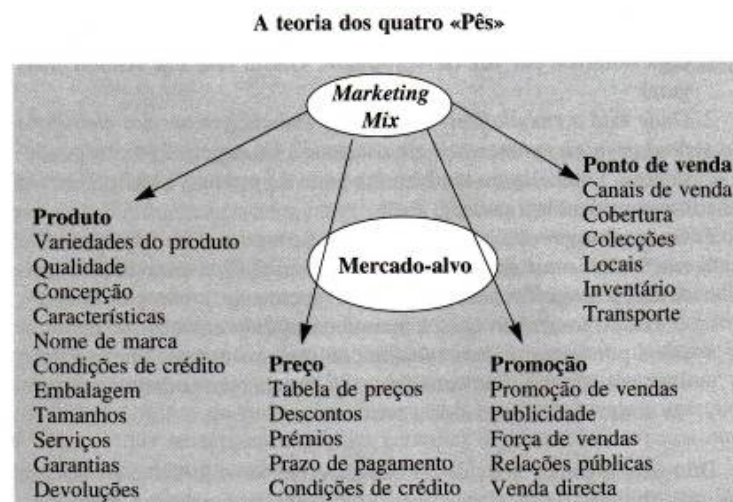 A teoria dos quatro «Pês»
Marketing
Mix
Produto
Variedades do produto
Qualidade
Concepção
Características
Nome de marca
Condições de crédito
Embalagem
Tamanhos
Serviços
Garantias
Devoluções
Mercado-alvo
Preço
Tabela de preços
Descontos
Prémios
Prazo de pagamento
Condições de crédito
Promoção
Promoção de vendas
Publicidade
Força de vendas
Relações públicas
Venda directa
Ponto de venda
Canais de venda
Cobertura
Colecções
Locais
Inventário
Transporte